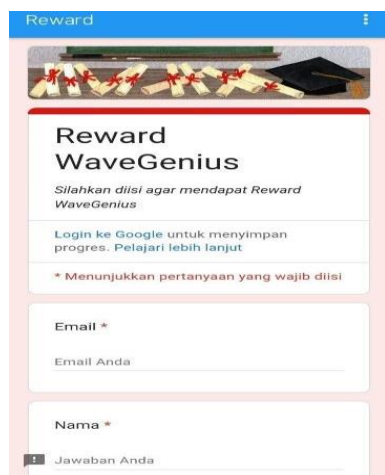 Reward
Reward
WaveGenius
Silahkan diisi agar mendapat Reward
WaveGenius
Login ke Google untuk menyimpan
progres. Pelajari lebih lanjut
* Menunjukkan pertanyaan yang wajib diisi
Email *
Email Anda
Nama *
Jawaban Anda